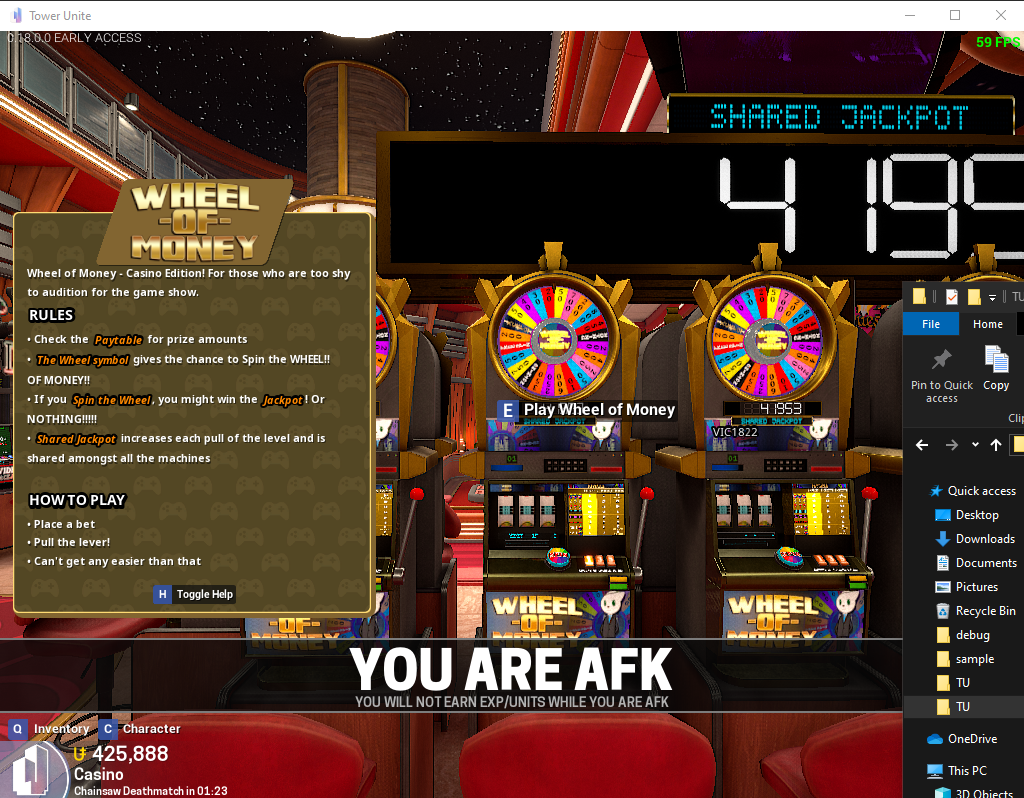 Tower Unite
0.18.0.0 EARLY ACCESS
59 FPS
SHARED JACKPOT
4195
WHEEL
-OF-
MONEY
Wheel of Money - Casino Edition! For those who are too shy
to audition for the game show.
RULES
• Check the Paytable for prize amounts
• The Wheel symbol gives the chance to Spin the WHEEL!!
OF MONEY!!
• If you Spin the Wheel, you might win the Jackpot! Or
NOTHING!!!!!
• Shared Jackpot increases each pull of the level and is
shared amongst all the machines
HOW TO PLAY
• Place a bet
• Pull the lever!
• Can't get any easier than that
H Toggle Help
E Play Wheel of Money
41953
SHARED JACKPOT
VIC1822
WHEEL
-OF-
MONEY
WHEEL
-OF-
MONEY
-OF-
MONEY
YOU ARE AFK
YOU WILL NOT EARN EXP/UNITS WHILE YOU ARE AFK
Q Inventory C Character
425,888
Casino
Chainsaw Deathmatch in 01:23
TU
File
Home
Pin to Quick
access
Copy
Clip
Quick access
Desktop
Downloads
Documents
Pictures
Recycle Bin
debug
sample
TU
TU
OneDrive
This PC
3D Objects